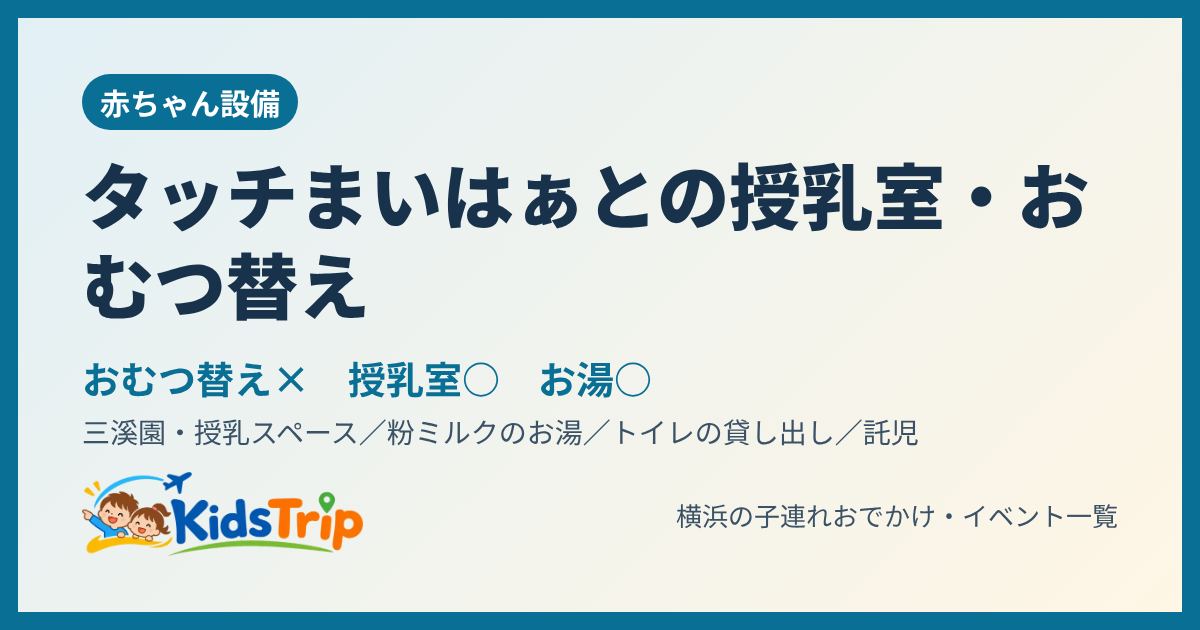 赤ちゃん設備
タッチまいはぁとの授乳室・お
むつ替え
おむつ替え×　授乳室○　お湯○
三溪園・授乳スペース／粉ミルクのお湯／トイレの貸し出し／託児
KidsTrip
横浜の子連れおでかけ・イベント一覧